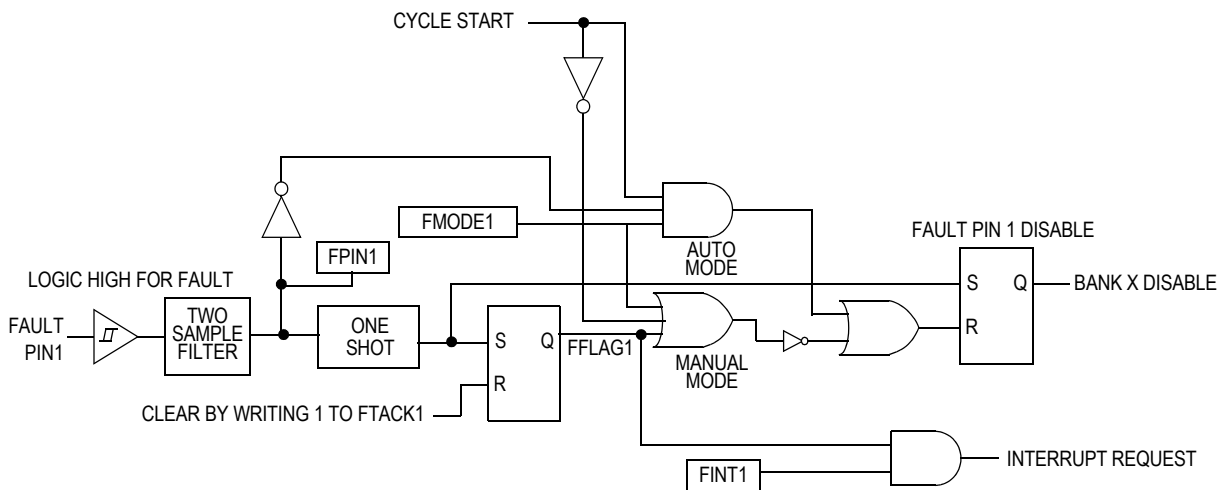 CYCLE START
FMODE1
AUTO
MODE
FAULT PIN 1 DISABLE
FPIN1
LOGIC HIGH FOR FAULT
S
Q
BANK X DISABLE
R
FAULT
PIN1
TWO
SAMPLE
FILTER
ONE
SHOT
S
Q
FFLAG1
R
MANUAL
MODE
CLEAR BY WRITING 1 TO FTACK1
FINT1
INTERRUPT REQUEST